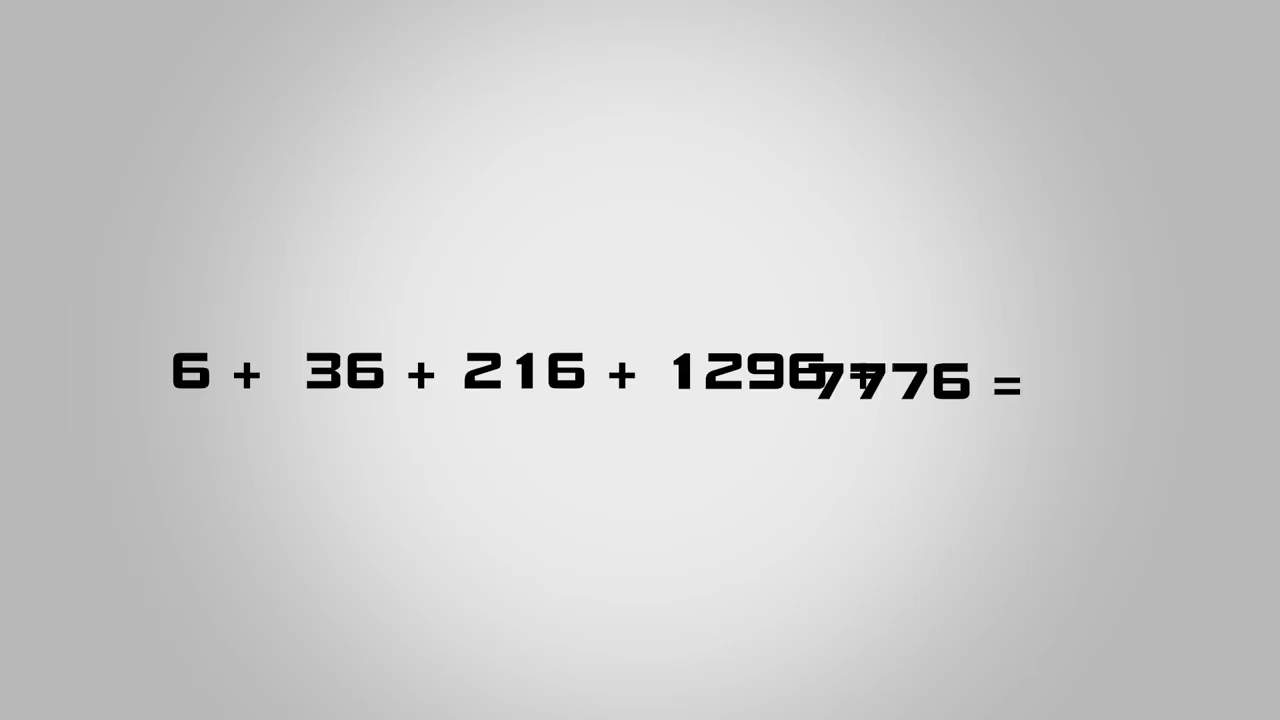 6 + 36 + 216 + 1296 + 7776 =